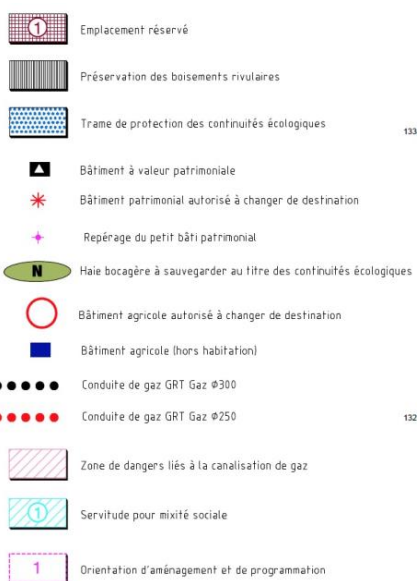 1 Emplacement réservé
Préservation des boisements rivulaires
Trame de protection des continuités écologiques
133
Bâtiment à valeur patrimoniale
Bâtiment patrimonial autorisé à changer de destination
Repérage du petit bâti patrimonial
N Haie bocagère à sauvegarder au titre des continuités écologiques
Bâtiment agricole autorisé à changer de destination
Bâtiment agricole (hors habitation)
Conduite de gaz GRT Gaz Φ300
Conduite de gaz GRT Gaz Φ250
132
Zone de dangers liés à la canalisation de gaz
1 Servitude pour mixité sociale
1 Orientation d'aménagement et de programmation